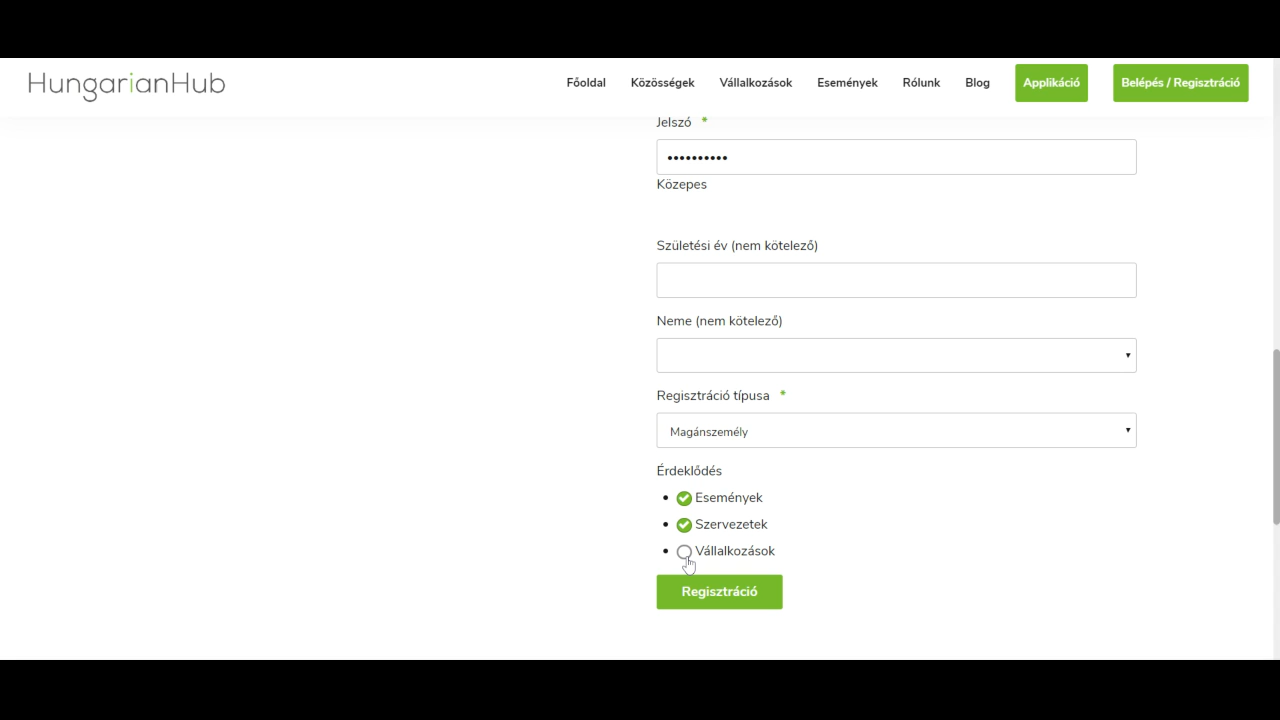 HungarianHub
Főoldal Közösségek Vállalkozások Események Rólunk Blog Applikáció Belépés / Regisztráció
Jelszó *
••••••••••
Közepes
Születési év (nem kötelező)
Neme (nem kötelező)
Regisztráció típusa *
Magánszemély
Érdeklődés
• Események
• Szervezetek
• Vállalkozások
Regisztráció